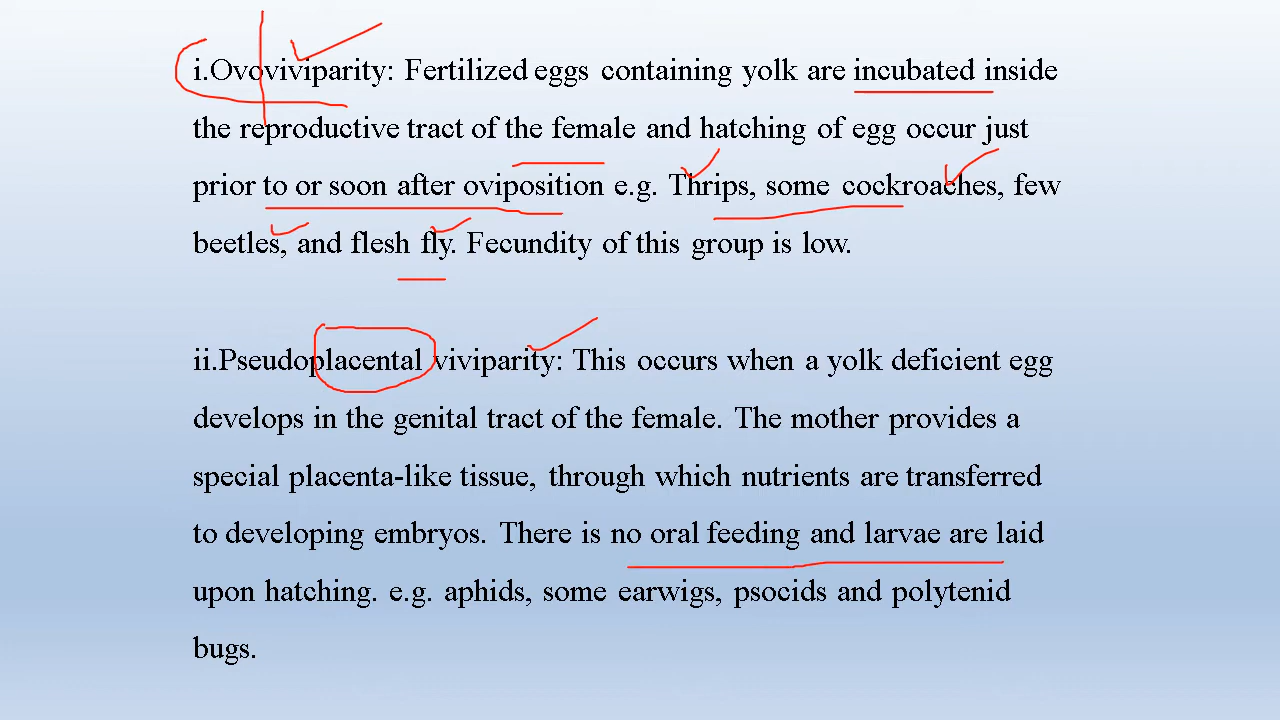 i.Ovoviviparity: Fertilized eggs containing yolk are incubated inside
the reproductive tract of the female and hatching of egg occur just
prior to or soon after oviposition e.g. Thrips, some cockroaches, few
beetles, and flesh fly. Fecundity of this group is low.
ii.Pseudoplacental viviparity: This occurs when a yolk deficient egg
develops in the genital tract of the female. The mother provides a
special placenta-like tissue, through which nutrients are transferred
to developing embryos. There is no oral feeding and larvae are laid
upon hatching. e.g. aphids, some earwigs, psocids and polytenid
bugs.